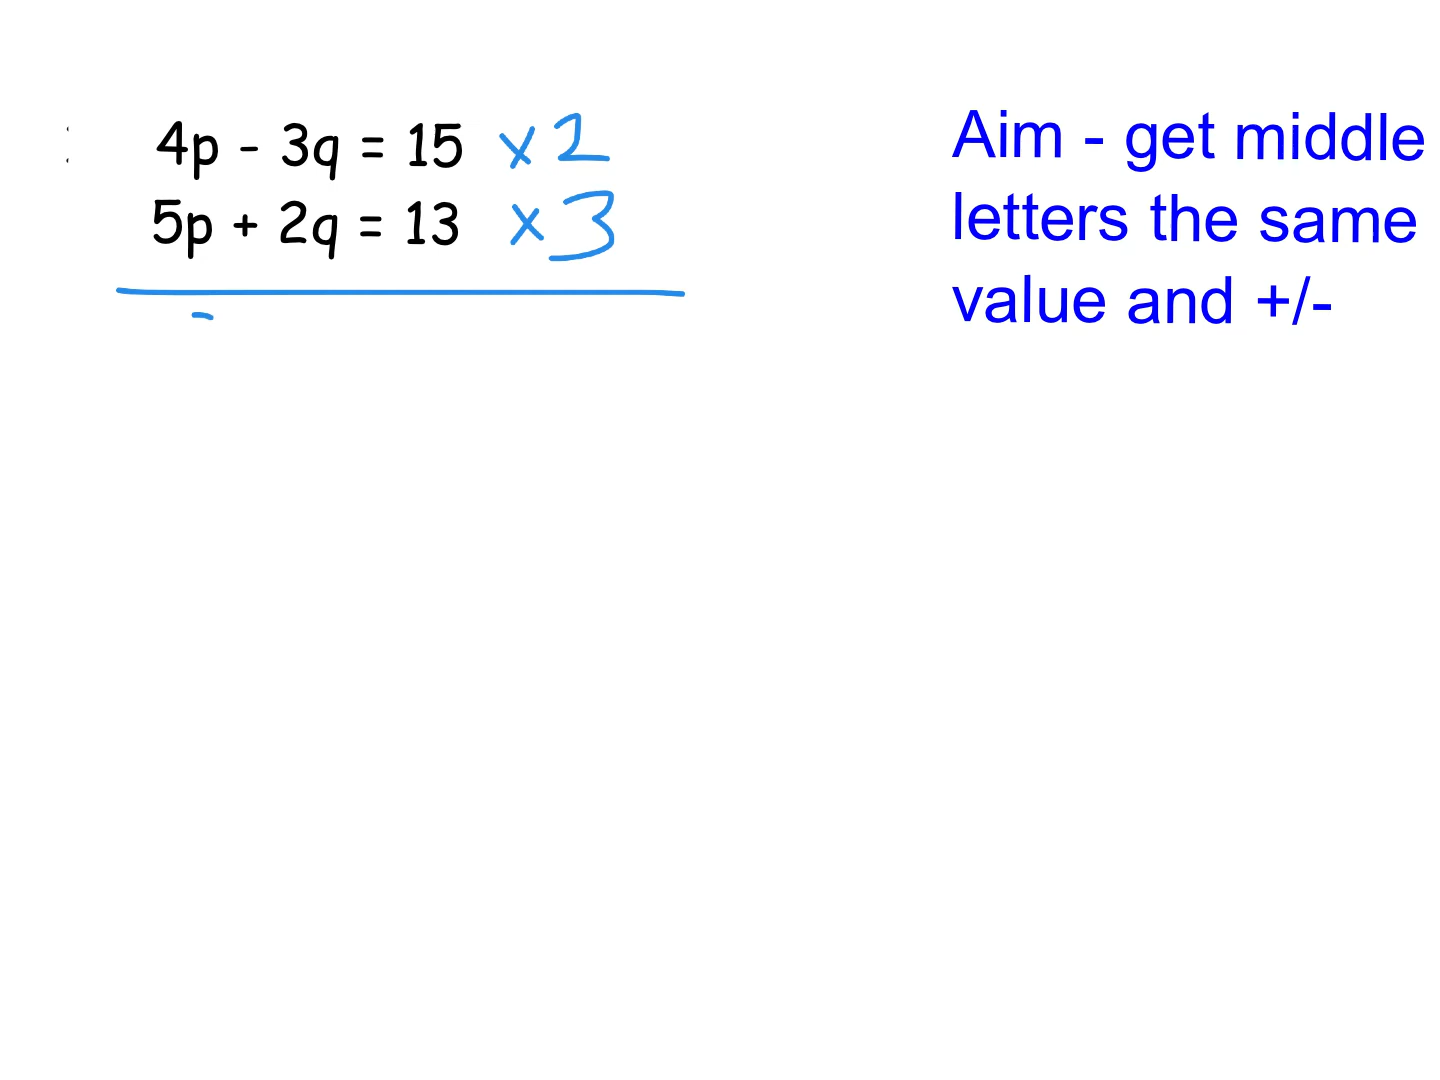 4p - 3q = 15 x2
5p + 2q = 13 x3
Aim - get middle
letters the same
value and +/-